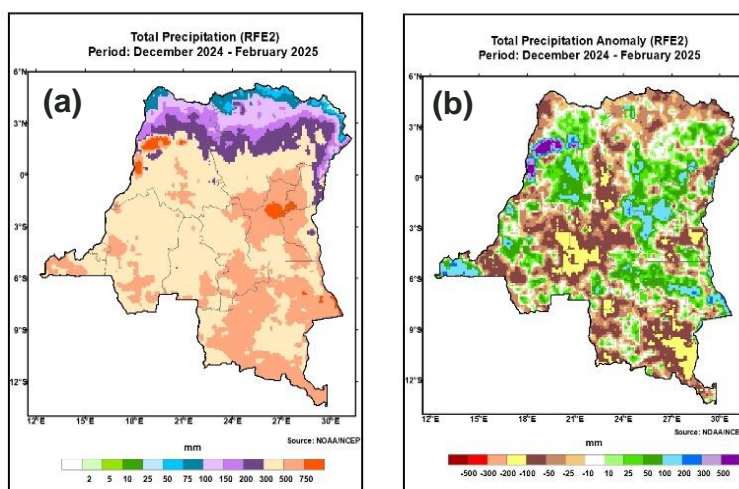 Total Precipitation (RFE2)
Period: December 2024 - February 2025
6°N
(a)
3°N
0°
3°S
6°S
9°S
12°S
12°E 15°E 18°E 21°E 24°E 27°E 30°E
mm
Source: NOAA/NCEP
2 5 10 25 50 75 100 150 200 300 500 750
Total Precipitation Anomaly (RFE2)
Period: December 2024 - February 2025
6°N
(b)
3°N
0°
3°S
6°S
9°S
12°S
12°E 15°E 18°E 21°E 24°E 27°E 30°E
mm
Source: NOAA/NCEP
-500 -300 -200 -100 -50 -25 -10 10 25 50 100 200 300 500